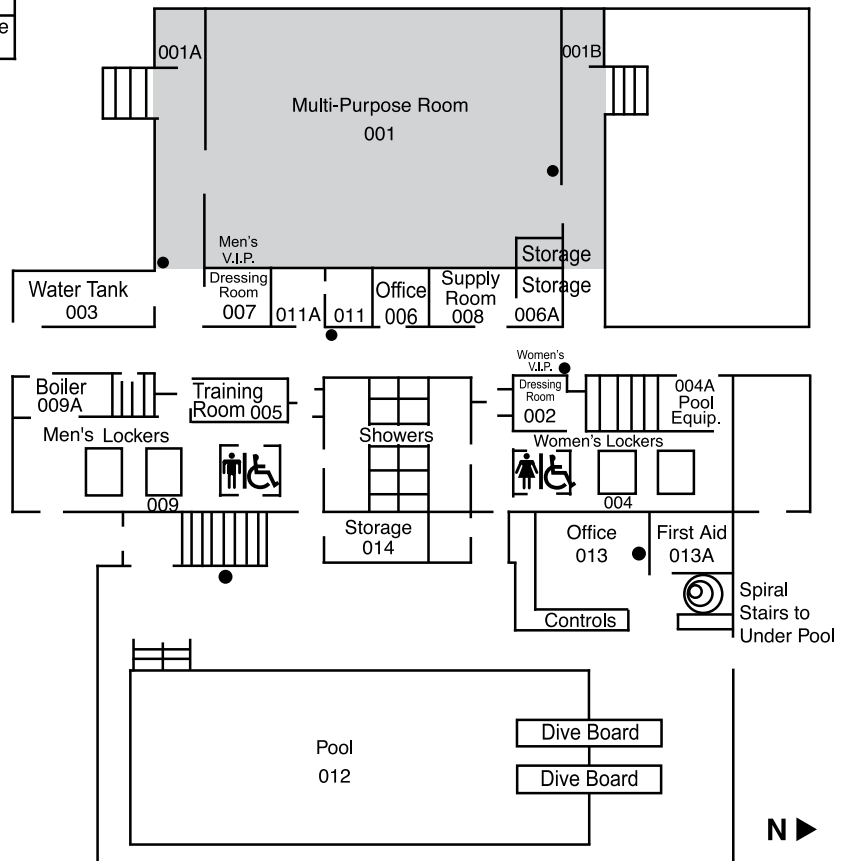 e
001A
001B
Multi-Purpose Room
001
Men's
V.I.P.
Dressing
Room
007
011A
011
Office
006
Supply
Room
008
Storage
Storage
006A
Water Tank
003
Boiler
009A
Training
Room 005
Men's Lockers
009
Showers
Women's
V.I.P.
Dressing
Room
002
004A
Pool
Equip.
Women's Lockers
004
Storage
014
Office
013
First Aid
013A
Controls
Spiral
Stairs to
Under Pool
Pool
012
Dive Board
Dive Board
N